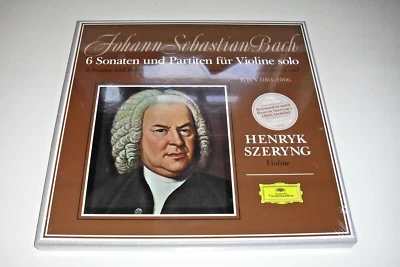 Johann Sebastian Bach
6 Sonaten und Partiten für Violine solo
BWV 1001-1006
HENRYK
SZERYNG
Violine